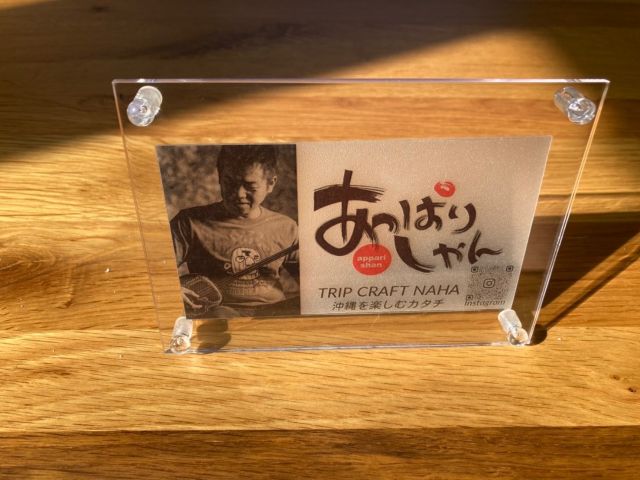 あっぱり
しゃん
appari
shan
TRIP CRAFT NAHA
沖縄を楽しむカタチ
Instagram